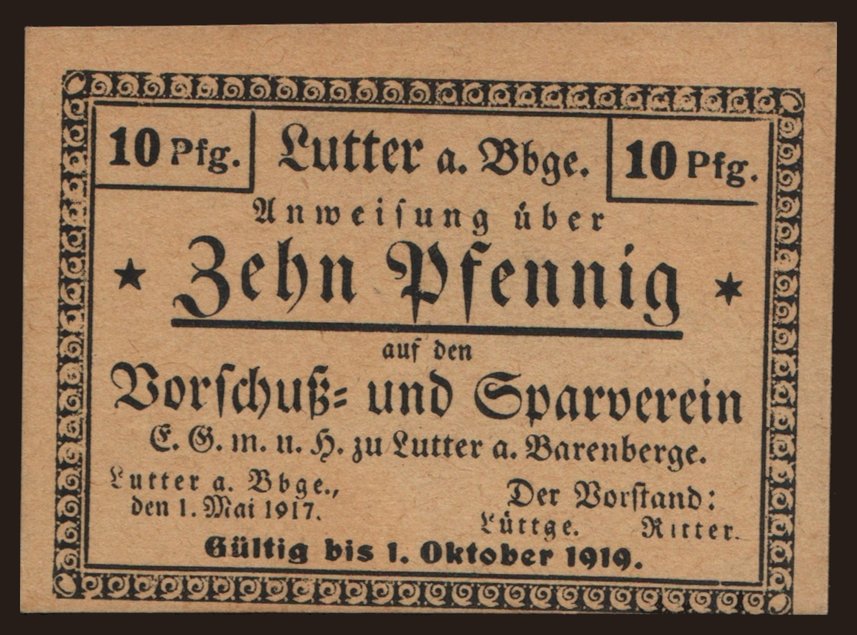 10 Pfg. Lutter a. Bbge. 10 Pfg.
Anweisung über
Zehn Pfennig
auf den
Vorschuß- und Sparverein
E. G. m. u. H. zu Lutter a. Barenberge.
Lutter a. Bbge.,
den 1. Mai 1917.
Der Vorstand:
Lüttge. Ritter.
Gültig bis 1. Oktober 1919.